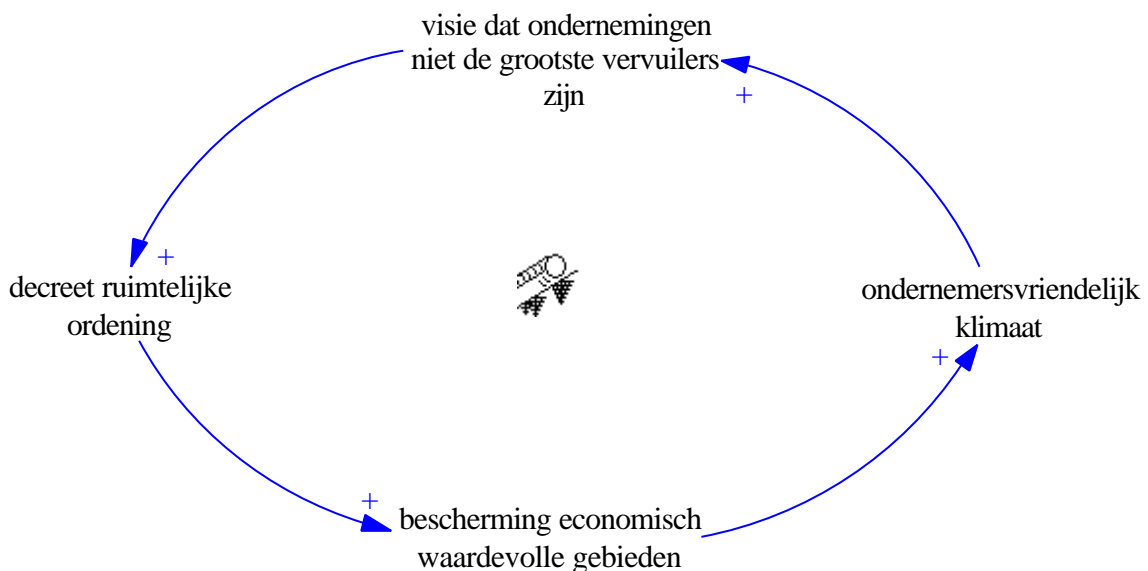 visie dat ondernemingen
niet de grootste vervuilers
zijn
+
+
decreet ruimtelijke
ordening
ondernemersvriendelijk
klimaat
+
+
bescherming economisch
waardevolle gebieden